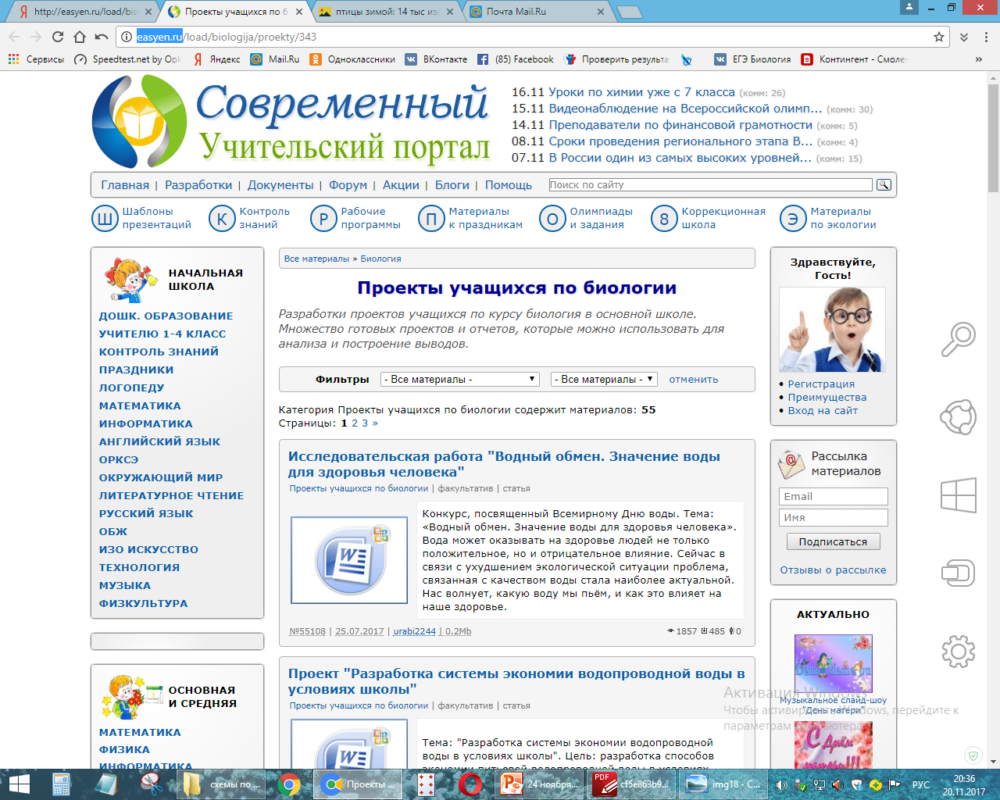 http://easyen.ru/load/bio
Проекты учащихся по б
птицы зимой: 14 тыс изо
Почта Mail.Ru
easyen.ru/load/biologija/proekty/343
Сервисы
Speedtest.net by Ook
Яндекс
Mail.Ru
Одноклассники
ВКонтакте
(85) Facebook
Проверить результа
ЕГЭ Биология
Контингент - Смолен
Современный
Учительский портал
16.11 Уроки по химии уже с 7 класса (комм: 26)
15.11 Видеонаблюдение на Всероссийской олимп... (комм: 30)
14.11 Преподаватели по финансовой грамотности (комм: 5)
08.11 Сроки проведения регионального этапа В... (комм: 4)
07.11 В России один из самых высоких уровней... (комм: 15)
Главная | Разработки | Документы | Форум | Акции | Блоги | Помощь
Поиск по сайту
Ш Шаблоны презентаций
К Контроль знаний
Р Рабочие программы
П Материалы к праздникам
О Олимпиады и задания
8 Коррекционная школа
Э Материалы по экологии
НАЧАЛЬНАЯ
ШКОЛА
ДОШК. ОБРАЗОВАНИЕ
УЧИТЕЛЮ 1-4 КЛАСС
КОНТРОЛЬ ЗНАНИЙ
ПРАЗДНИКИ
ЛОГОПЕДУ
МАТЕМАТИКА
ИНФОРМАТИКА
АНГЛИЙСКИЙ ЯЗЫК
ОРКСЭ
ОКРУЖАЮЩИЙ МИР
ЛИТЕРАТУРНОЕ ЧТЕНИЕ
РУССКИЙ ЯЗЫК
ОБЖ
ИЗО ИСКУССТВО
ТЕХНОЛОГИЯ
МУЗЫКА
ФИЗКУЛЬТУРА
ОСНОВНАЯ
И СРЕДНЯЯ
МАТЕМАТИКА
ФИЗИКА
ИНФОРМАТИКА
Все материалы » Биология
Проекты учащихся по биологии
Разработки проектов учащихся по курсу биология в основной школе.
Множество готовых проектов и отчетов, которые можно использовать для
анализа и построение выводов.
Фильтры - Все материалы - - Все материалы - отменить
Категория Проекты учащихся по биологии содержит материалов: 55
Страницы: 1 2 3 »
Исследовательская работа "Водный обмен. Значение воды
для здоровья человека"
Проекты учащихся по биологии | факультатив | статья
Конкурс, посвященный Всемирному Дню воды. Тема:
«Водный обмен. Значение воды для здоровья человека».
Вода может оказывать на здоровье людей не только
положительное, но и отрицательное влияние. Сейчас в
связи с ухудшением экологической ситуации проблема,
связанная с качеством воды стала наиболее актуальной.
Нас волнует, какую воду мы пьём, и как это влияет на
наше здоровье.
№55108 | 25.07.2017 | urabi2244 | 0.2Mb
1857 485 0
Проект "Разработка системы экономии водопроводной воды в
условиях школы"
Проекты учащихся по биологии | факультатив | статья
Тема: "Разработка системы экономии водопроводной
воды в условиях школы". Цель: разработка способов
экономии питьевой водопроводной воды в условиях
Здравствуйте,
Гость!
• Регистрация
• Преимущества
• Вход на сайт
Рассылка
материалов
Email
Имя
Подписаться
Отзывы о рассылке
АКТУАЛЬНО
Музыкальное слайд-шоу
"День матери"
С Днём
Активация Windows
Чтобы активировать Windows, перейдите к
параметрам компьютера.
схемы по ...
Проекты ...
24 ноября...
PDF
cf5e863b9...
img18 - С...
РУС
20:36
20.11.2017